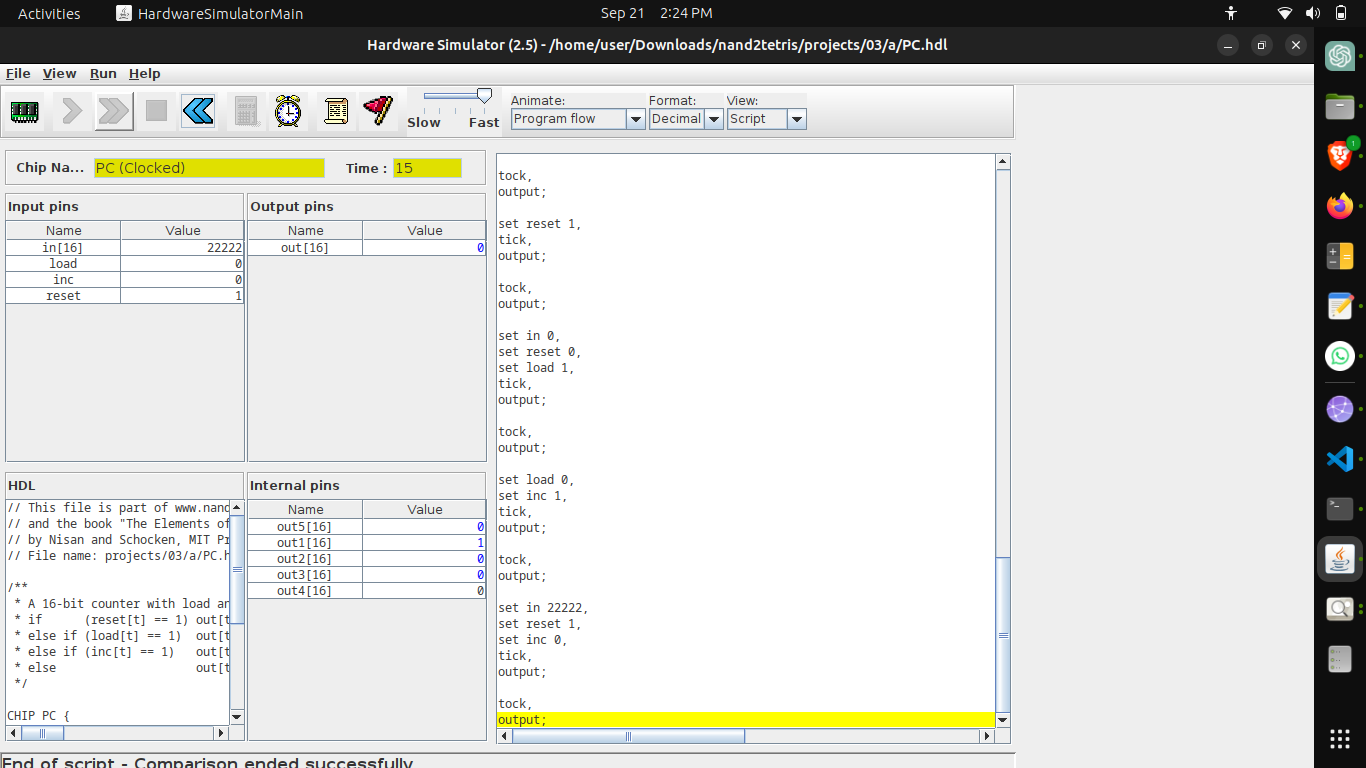 Activities
HardwareSimulatorMain
Sep 21 2:24 PM
Hardware Simulator (2.5) - /home/user/Downloads/nand2tetris/projects/03/a/PC.hdl
File View Run Help
Animate:
Format:
View:
Slow Fast
Program flow
Decimal
Script
Chip Na...
PC (Clocked)
Time :
15
Input pins
Name Value
in[16] 22222
load 0
inc 0
reset 1
Output pins
Name Value
out[16] 0
HDL
// This file is part of www.nand
// and the book "The Elements of
// by Nisan and Schocken, MIT Pr
// File name: projects/03/a/PC.h
/**
* A 16-bit counter with load an
* if (reset[t] == 1) out[t
* else if (load[t] == 1) out[t
* else if (inc[t] == 1) out[t
* else out[t
*/
CHIP PC {
Internal pins
Name Value
out5[16] 0
out1[16] 1
out2[16] 0
out3[16] 0
out4[16] 0
tock,
output;
set reset 1,
tick,
output;
tock,
output;
set in 0,
set reset 0,
set load 1,
tick,
output;
tock,
output;
set load 0,
set inc 1,
tick,
output;
tock,
output;
set in 22222,
set reset 1,
set inc 0,
tick,
output;
tock,
output;
End of script - Comparison ended successfully